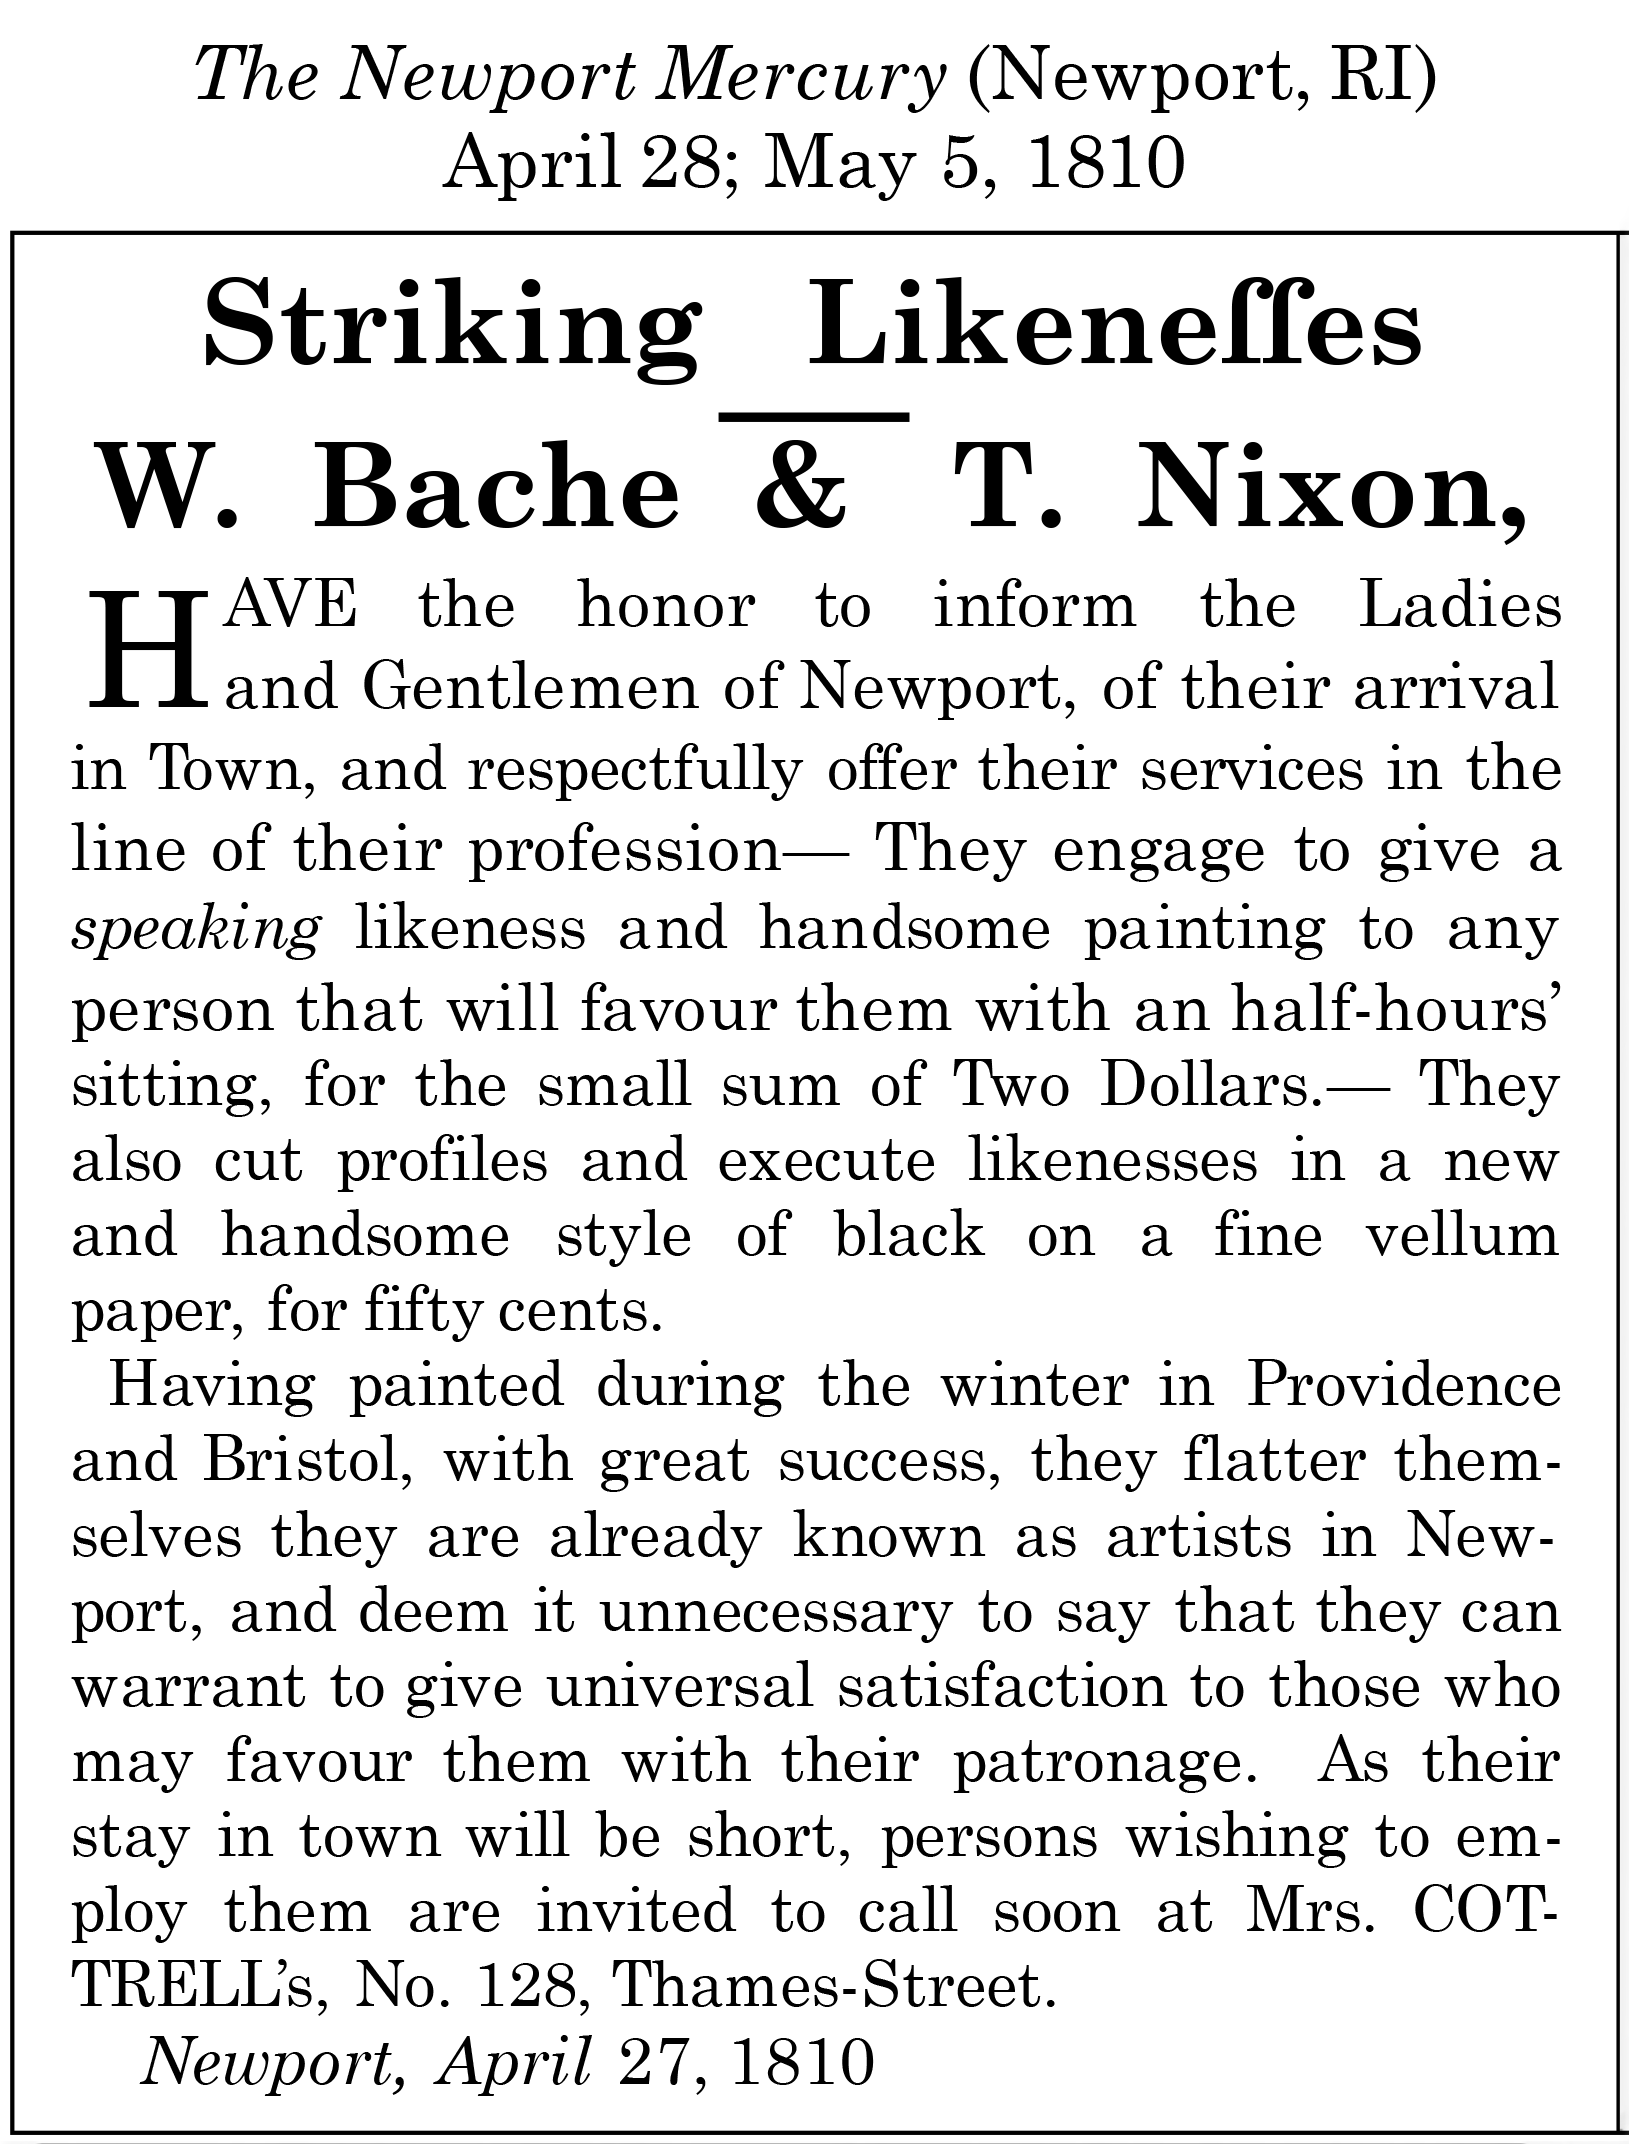 The Newport Mercury (Newport, RI)
April 28; May 5, 1810
Striking Likeneſſes
W. Bache & T. Nixon,
HAVE the honor to inform the Ladies
and Gentlemen of Newport, of their arrival
in Town, and respectfully offer their services in the
line of their profession— They engage to give a
speaking likeness and handsome painting to any
person that will favour them with an half-hours’
sitting, for the small sum of Two Dollars.— They
also cut profiles and execute likenesses in a new
and handsome style of black on a fine vellum
paper, for fifty cents.
Having painted during the winter in Providence
and Bristol, with great success, they flatter them-
selves they are already known as artists in New-
port, and deem it unnecessary to say that they can
warrant to give universal satisfaction to those who
may favour them with their patronage. As their
stay in town will be short, persons wishing to em-
ploy them are invited to call soon at Mrs. COT-
TRELL’s, No. 128, Thames-Street.
Newport, April 27, 1810